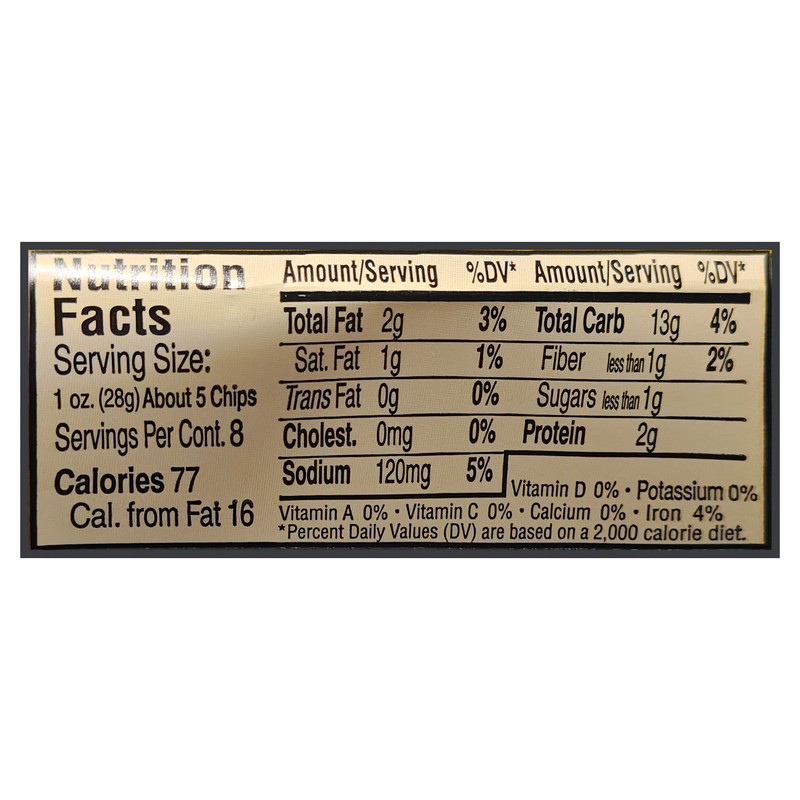 Nutrition
Facts
Serving Size:
1 oz. (28g) About 5 Chips
Servings Per Cont. 8
Calories 77
Cal. from Fat 16
Amount/Serving %DV* Amount/Serving %DV*
Total Fat 2g 3% Total Carb 13g 4%
Sat. Fat 1g 1% Fiber less than 1g 2%
Trans Fat 0g 0% Sugars less than 1g
Cholest. 0mg 0% Protein 2g
Sodium 120mg 5%
Vitamin D 0% • Potassium 0%
Vitamin A 0% • Vitamin C 0% • Calcium 0% • Iron 4%
*Percent Daily Values (DV) are based on a 2,000 calorie diet.